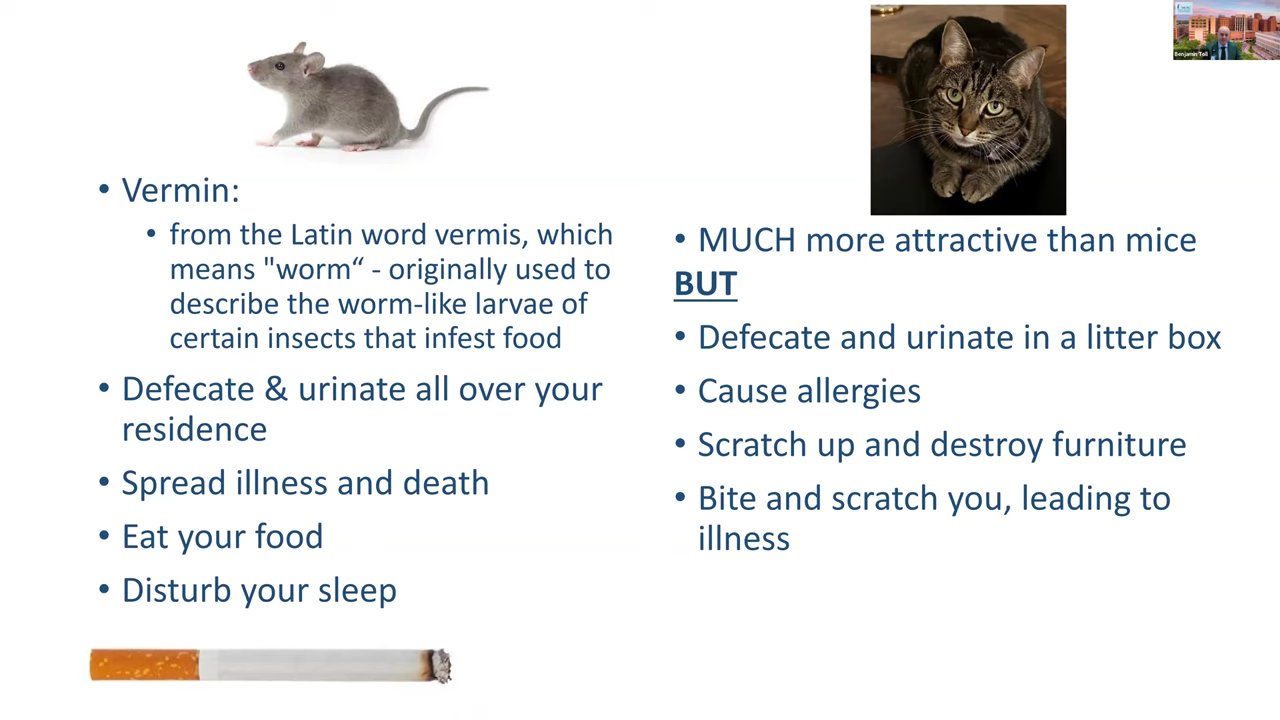 • Vermin:
• from the Latin word vermis, which
means "worm“ - originally used to
describe the worm-like larvae of
certain insects that infest food
• Defecate & urinate all over your
residence
• Spread illness and death
• Eat your food
• Disturb your sleep
• MUCH more attractive than mice
BUT
• Defecate and urinate in a litter box
• Cause allergies
• Scratch up and destroy furniture
• Bite and scratch you, leading to
illness
Benjamin Toll